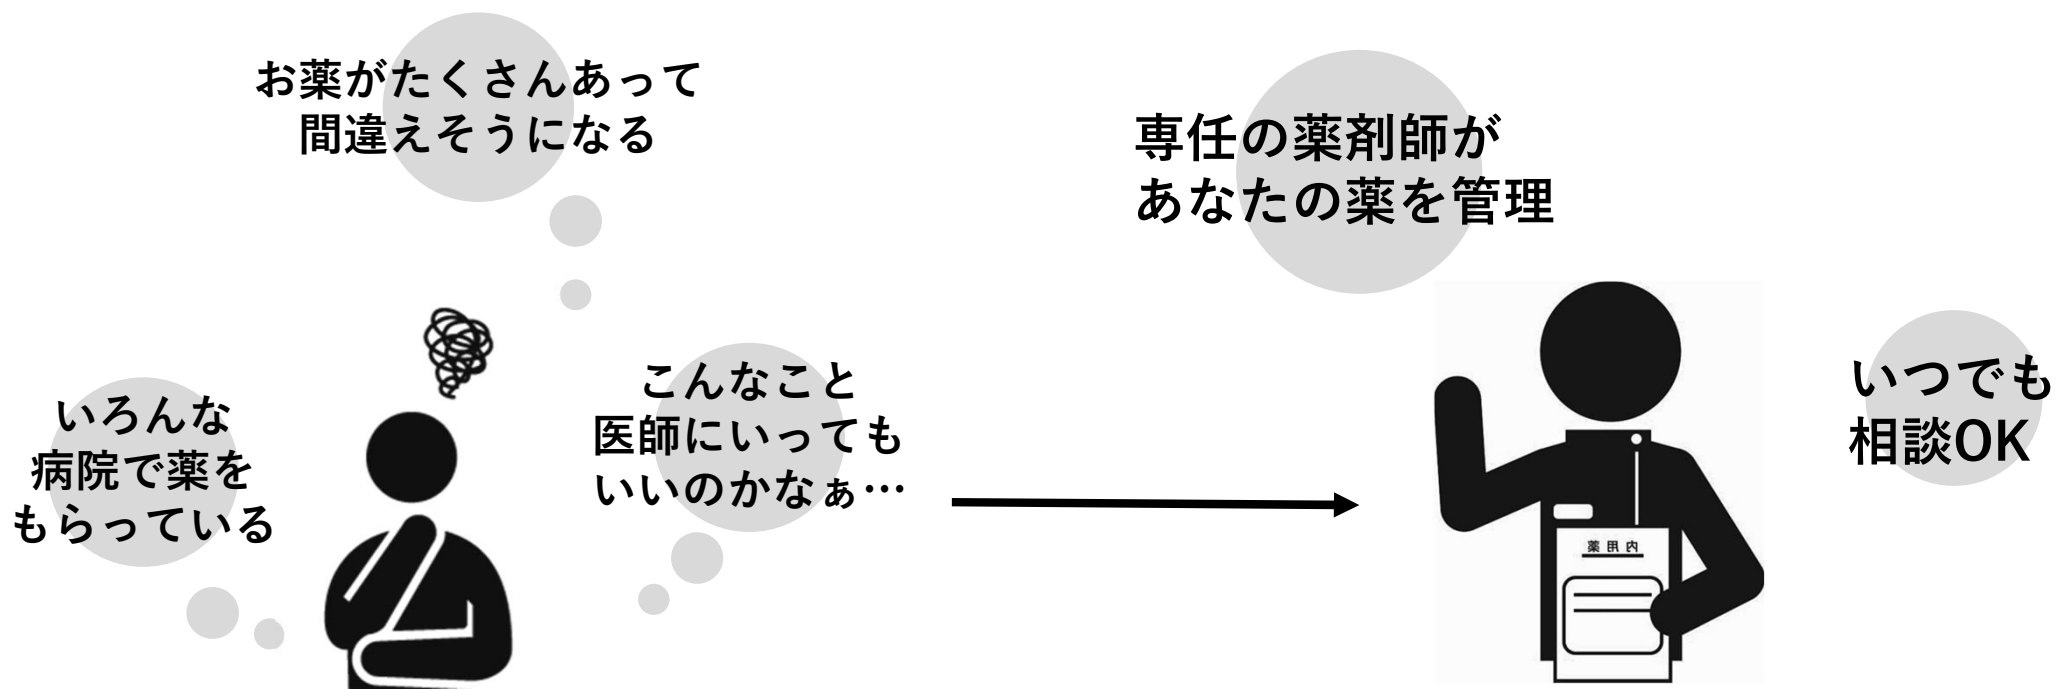 お薬がたくさんあって
間違えそうになる
専任の薬剤師が
あなたの薬を管理
いろんな
病院で薬を
もらっている
こんなこと
医師にいっても
いいのかなぁ…
いつでも
相談OK
内用薬